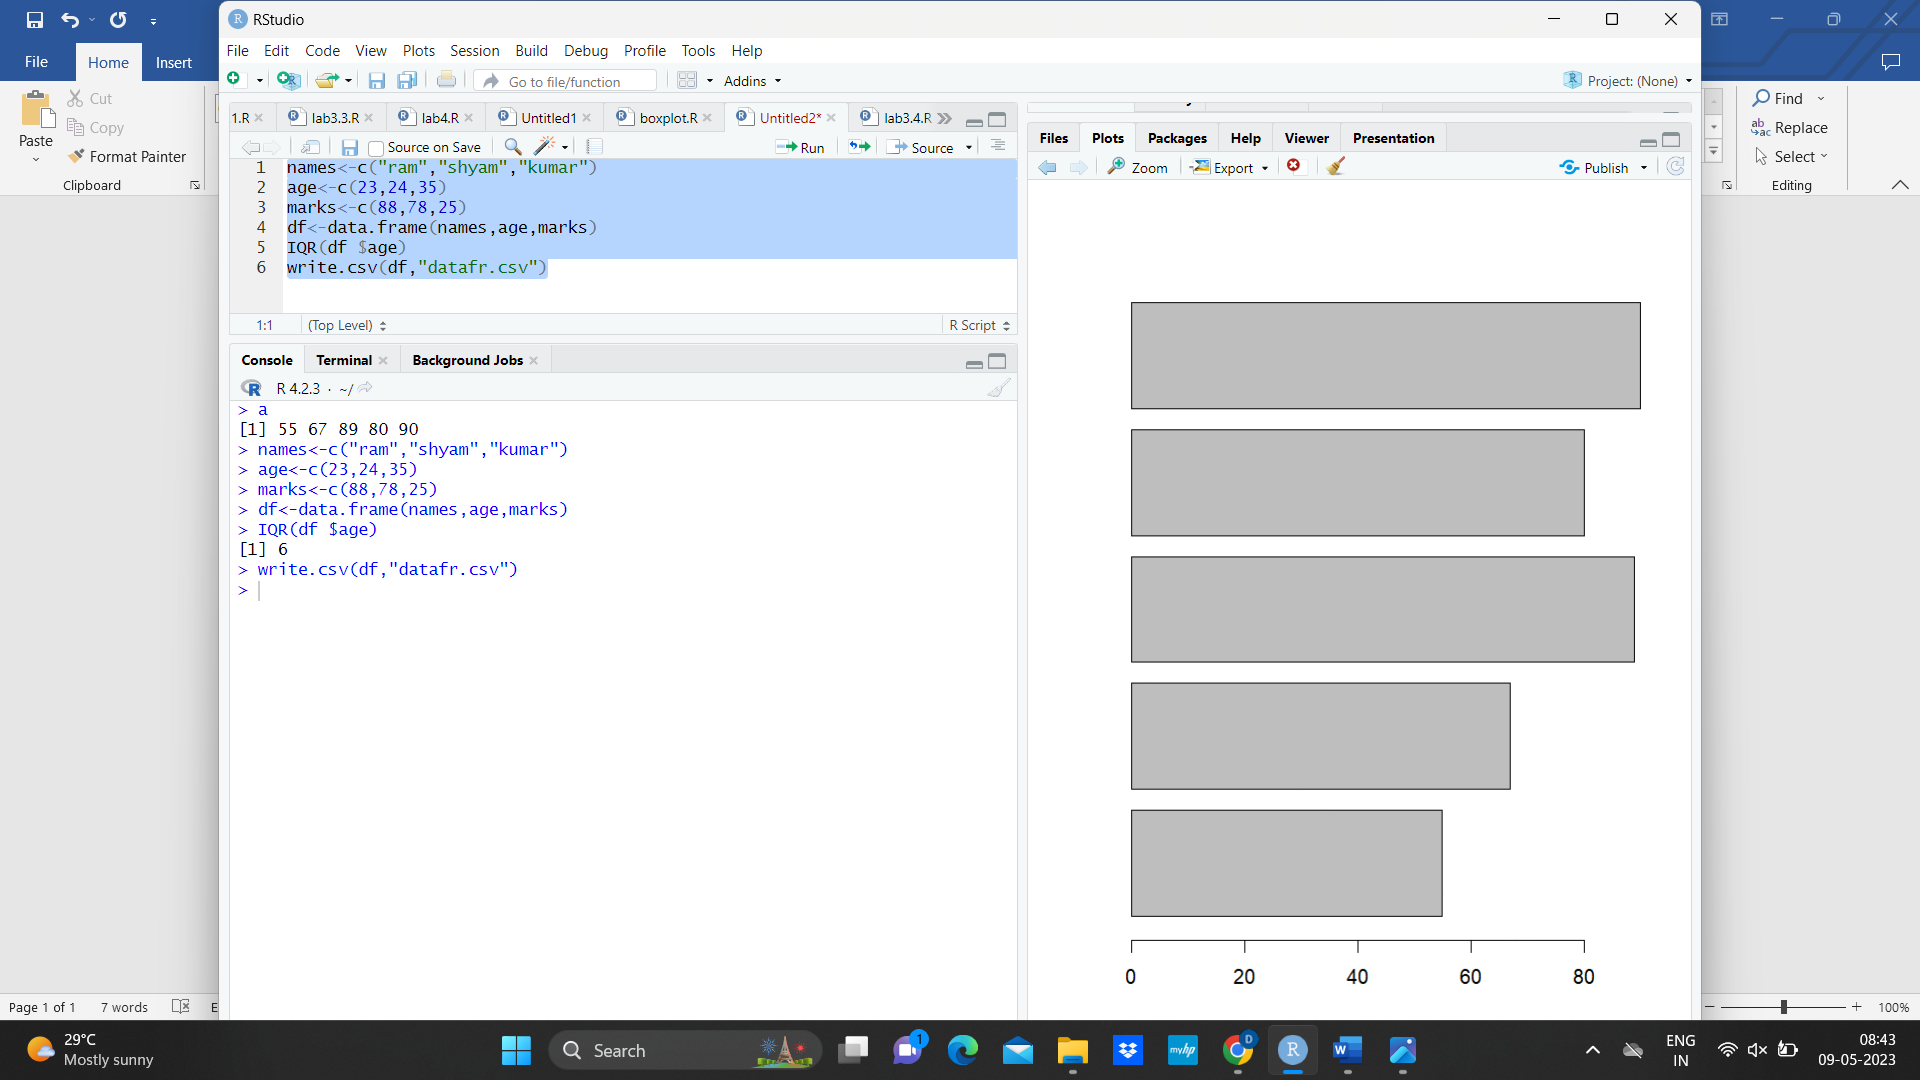 RStudio
File Edit Code View Plots Session Build Debug Profile Tools Help
File Home Insert
Go to file/function Addins Project: (None)
Cut
Copy
Paste
Format Painter
Clipboard
1.R lab3.3.R lab4.R Untitled1 boxplot.R Untitled2* lab3.4.R
Source on Save Run Source
1 names<-c("ram","shyam","kumar")
2 age<-c(23,24,35)
3 marks<-c(88,78,25)
4 df<-data.frame(names,age,marks)
5 IQR(df $age)
6 write.csv(df,"datafr.csv")
1:1 (Top Level) R Script
Console Terminal Background Jobs
R 4.2.3 · ~/
> a
[1] 55 67 89 80 90
> names<-c("ram","shyam","kumar")
> age<-c(23,24,35)
> marks<-c(88,78,25)
> df<-data.frame(names,age,marks)
> IQR(df $age)
[1] 6
> write.csv(df,"datafr.csv")
>
Files Plots Packages Help Viewer Presentation
Zoom Export Publish
0 20 40 60 80
Find
Replace
Select
Editing
Page 1 of 1 7 words E
100%
29°C
Mostly sunny
Search
1
myhp
D
R
W
ENG
IN
08:43
09-05-2023